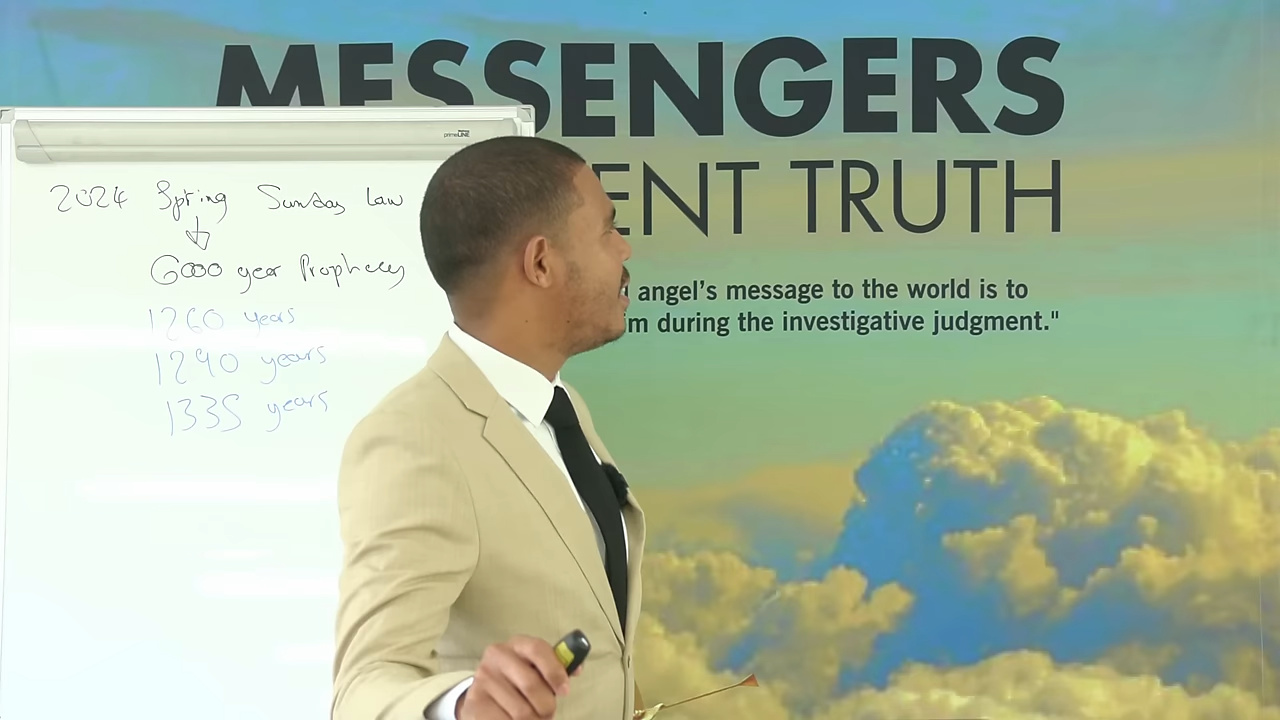 MESSENGERS
ENT TRUTH
angel's message to the world is to
im during the investigative judgment."
primeLINE
2024 Spring Sunday Law
6000 year Prophecy
1260 years
1290 years
1335 years